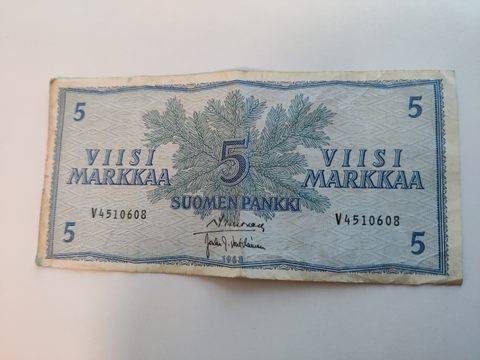 5 5
VIISI MARKKAA
5
VIISI MARKKAA
SUOMEN PANKKI
V4510608 V4510608
5 5
1963